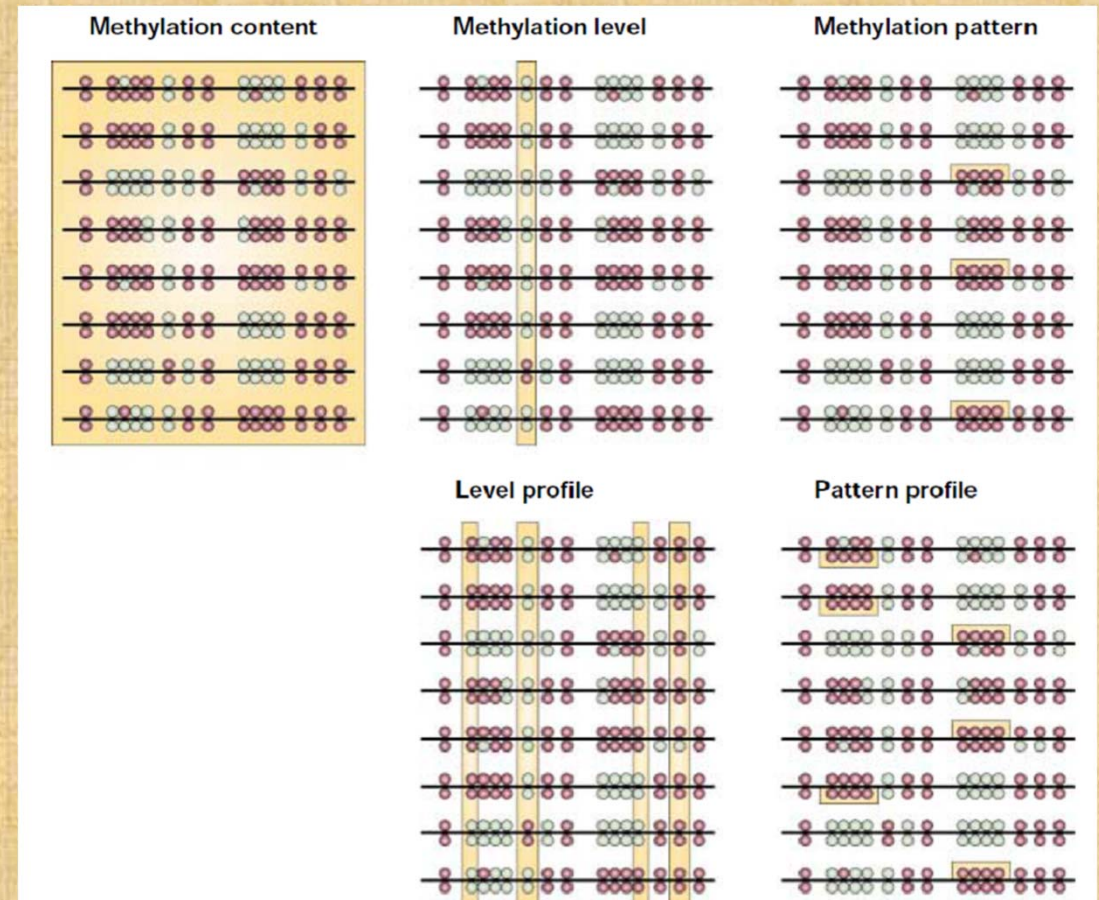 Methylation content
Methylation level
Methylation pattern
Level profile
Pattern profile